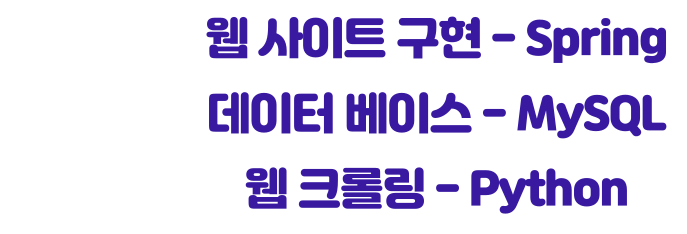 웹 사이트 구현 - Spring
데이터 베이스 - MySQL
웹 크롤링 - Python